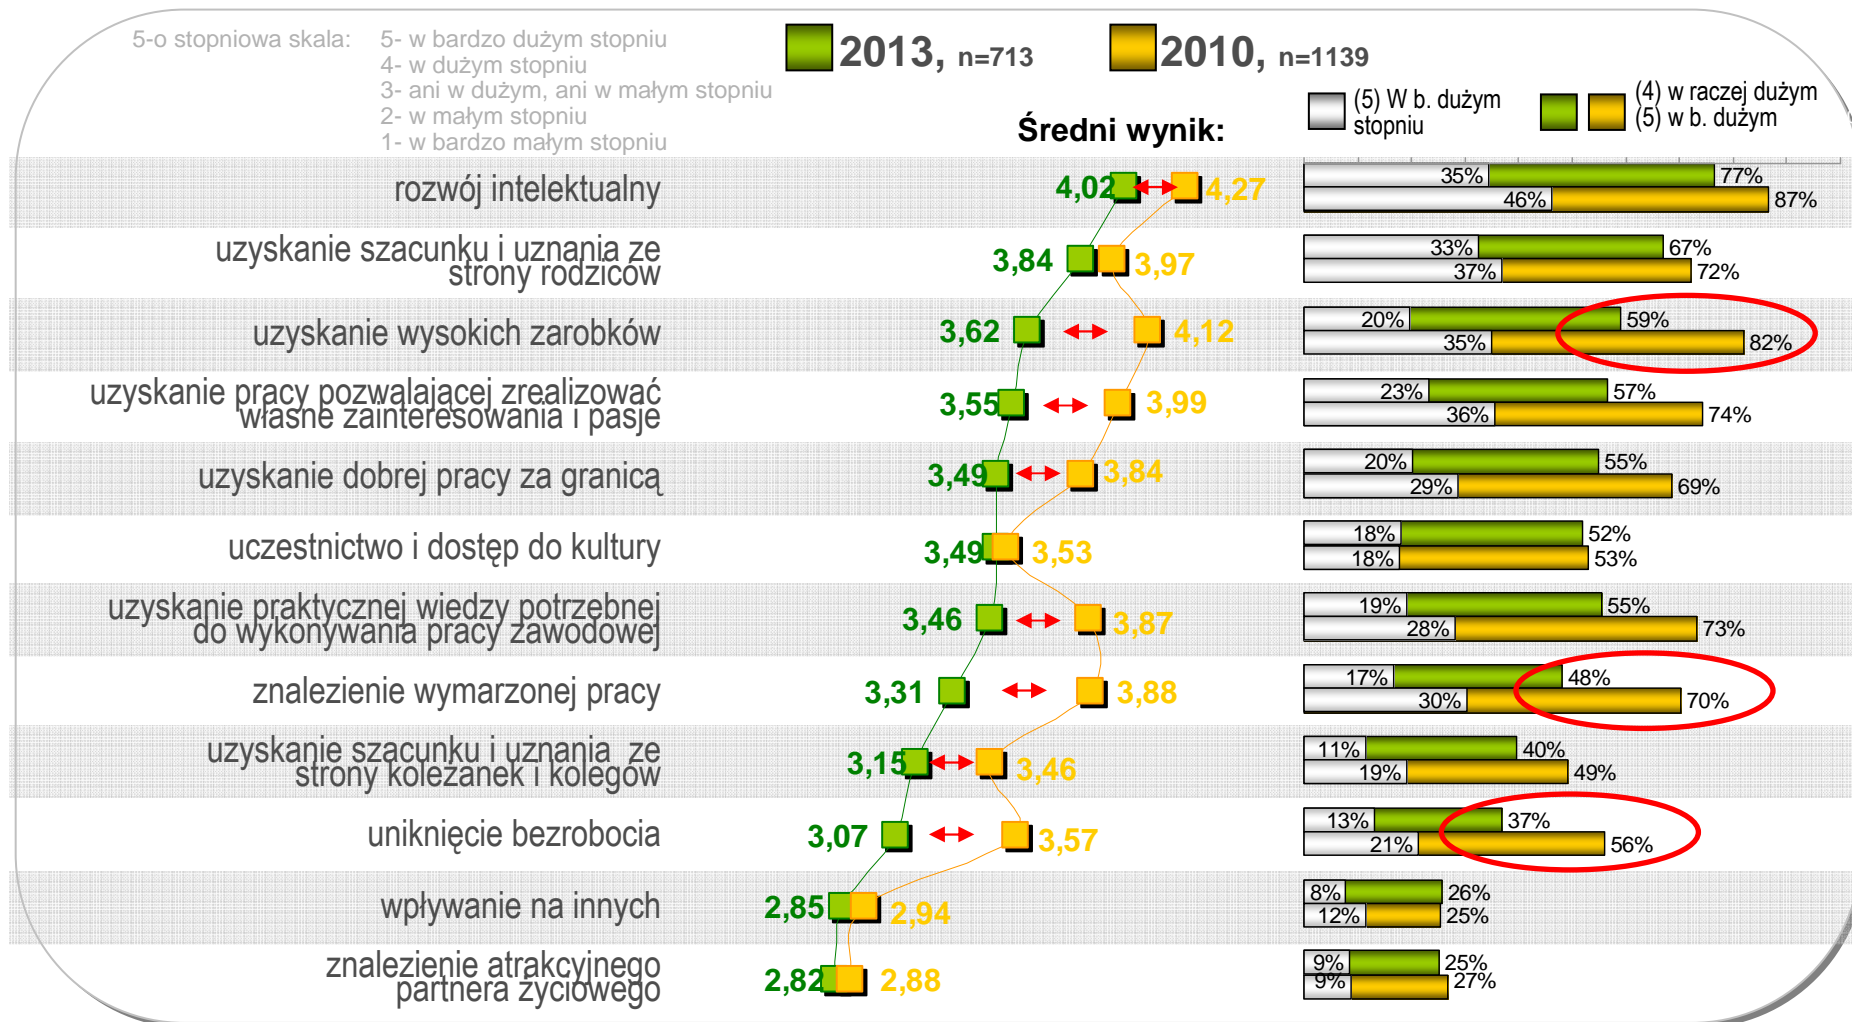 5-o stopniowa skala: 5- w bardzo dużym stopniu
4- w dużym stopniu
3- ani w dużym, ani w małym stopniu
2- w małym stopniu
1- w bardzo małym stopniu
2013, n=713
2010, n=1139
(5) W b. dużym
stopniu
(4) w raczej dużym
(5) w b. dużym
Średni wynik:
rozwój intelektualny
4,02 4,27
35% 77%
46% 87%
uzyskanie szacunku i uznania ze
strony rodziców
3,84 3,97
33% 67%
37% 72%
uzyskanie wysokich zarobków
3,62 4,12
20% 59%
35% 82%
uzyskanie pracy pozwalającej zrealizować
własne zainteresowania i pasje
3,55 3,99
23% 57%
36% 74%
uzyskanie dobrej pracy za granicą
3,49 3,84
20% 55%
29% 69%
uczestnictwo i dostęp do kultury
3,49 3,53
18% 52%
18% 53%
uzyskanie praktycznej wiedzy potrzebnej
do wykonywania pracy zawodowej
3,46 3,87
19% 55%
28% 73%
znalezienie wymarzonej pracy
3,31 3,88
17% 48%
30% 70%
uzyskanie szacunku i uznania ze
strony koleżanek i kolegów
3,15 3,46
11% 40%
19% 49%
uniknięcie bezrobocia
3,07 3,57
13% 37%
21% 56%
wpływanie na innych
2,85 2,94
8% 26%
12% 25%
znalezienie atrakcyjnego
partnera życiowego
2,82 2,88
9% 25%
9% 27%